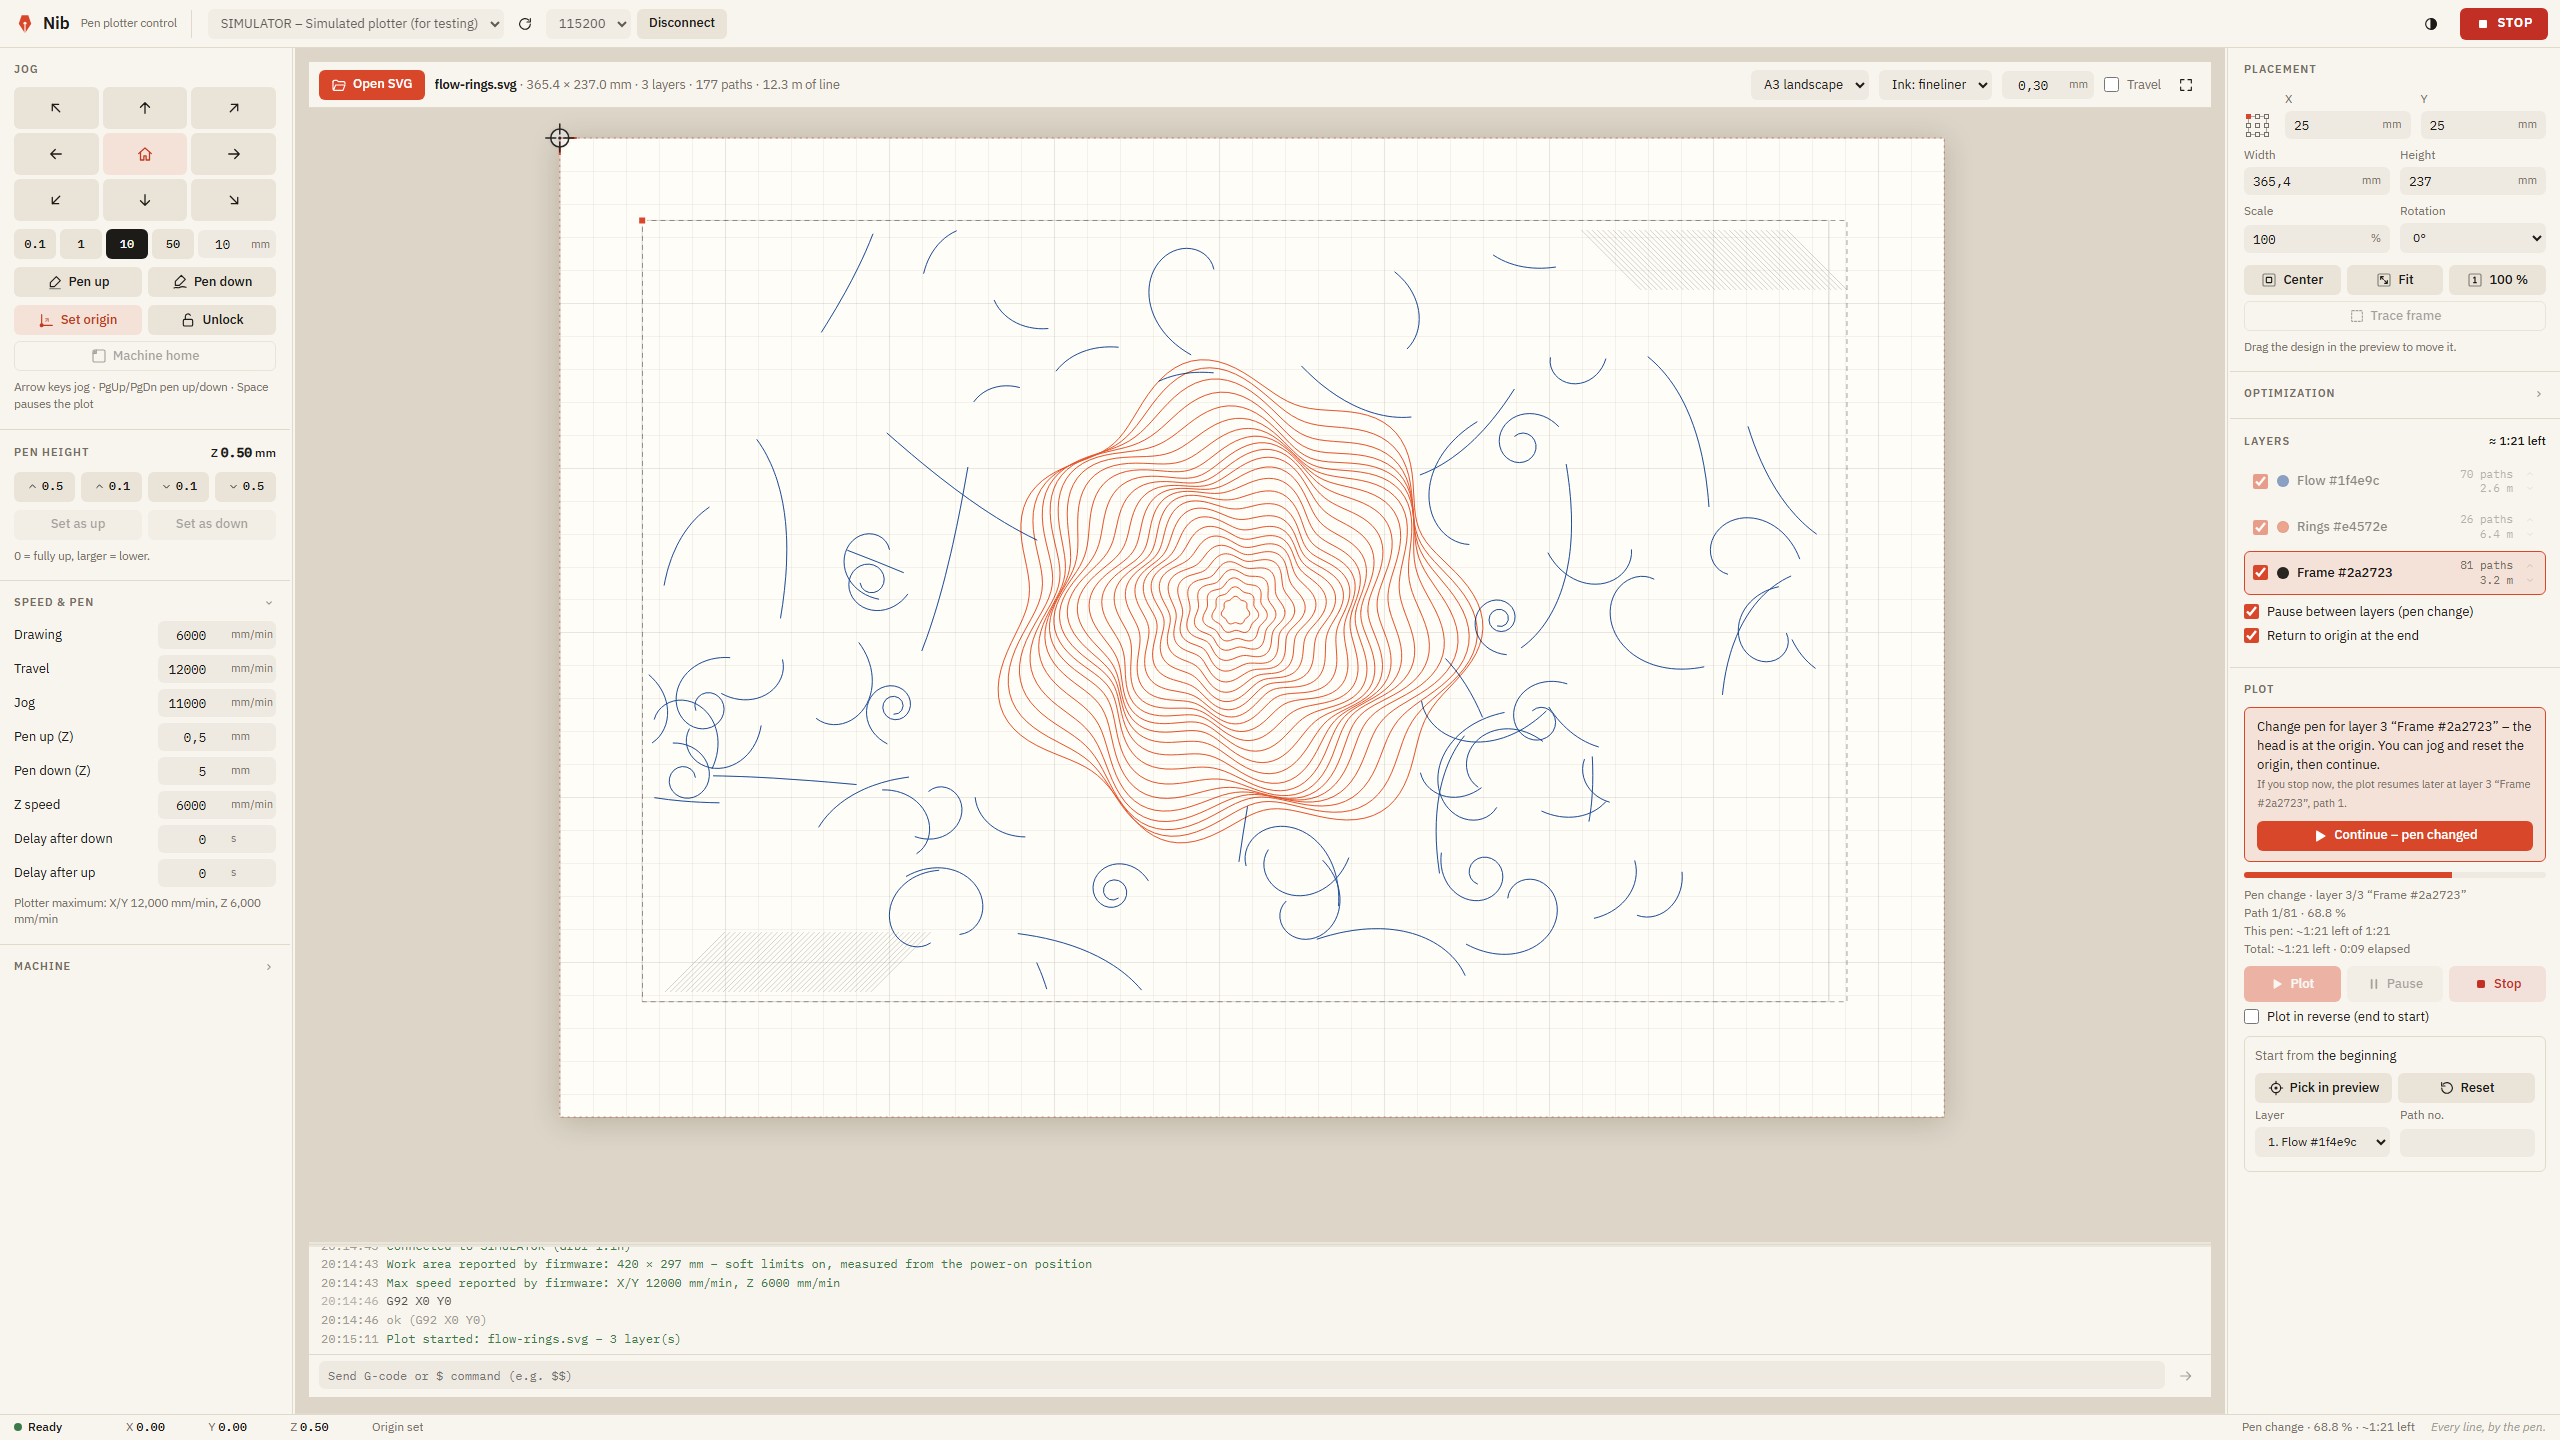 Nib Pen plotter control SIMULATOR – Simulated plotter (for testing) 115200 Disconnect STOP
JOG
0.1 1 10 50 10 mm
Pen up Pen down
Set origin Unlock
Machine home
Arrow keys jog · PgUp/PgDn pen up/down · Space
pauses the plot
PEN HEIGHT Z 0.50 mm
0.5 0.1 0.1 0.5
Set as up Set as down
0 = fully up, larger = lower.
SPEED & PEN
Drawing 6000 mm/min
Travel 12000 mm/min
Jog 11000 mm/min
Pen up (Z) 0,5 mm
Pen down (Z) 5 mm
Z speed 6000 mm/min
Delay after down 0 s
Delay after up 0 s
Plotter maximum: X/Y 12,000 mm/min, Z 6,000
mm/min
MACHINE
Open SVG flow-rings.svg · 365.4 × 237.0 mm · 3 layers · 177 paths · 12.3 m of line A3 landscape Ink: fineliner 0,30 mm Travel
20:14:43 Connected to SIMULATOR (Grbl 1.1h)
20:14:43 Work area reported by firmware: 420 × 297 mm – soft limits on, measured from the power-on position
20:14:43 Max speed reported by firmware: X/Y 12000 mm/min, Z 6000 mm/min
20:14:46 G92 X0 Y0
20:14:46 ok (G92 X0 Y0)
20:15:11 Plot started: flow-rings.svg – 3 layer(s)
Send G-code or $ command (e.g. $$)
PLACEMENT
X Y
25 mm 25 mm
Width Height
365,4 mm 237 mm
Scale Rotation
100 % 0°
Center Fit 100 %
Trace frame
Drag the design in the preview to move it.
OPTIMIZATION
LAYERS ≈ 1:21 left
Flow #1f4e9c 70 paths
2.6 m
Rings #e4572e 26 paths
6.4 m
Frame #2a2723 81 paths
3.2 m
Pause between layers (pen change)
Return to origin at the end
PLOT
Change pen for layer 3 “Frame #2a2723” – the
head is at the origin. You can jog and reset the
origin, then continue.
If you stop now, the plot resumes later at layer 3 “Frame
#2a2723”, path 1.
Continue – pen changed
Pen change · layer 3/3 “Frame #2a2723”
Path 1/81 · 68.8 %
This pen: ~1:21 left of 1:21
Total: ~1:21 left · 0:09 elapsed
Plot Pause Stop
Plot in reverse (end to start)
Start from the beginning
Pick in preview Reset
Layer Path no.
1. Flow #1f4e9c
Ready X 0.00 Y 0.00 Z 0.50 Origin set Pen change · 68.8 % · ~1:21 left Every line, by the pen.